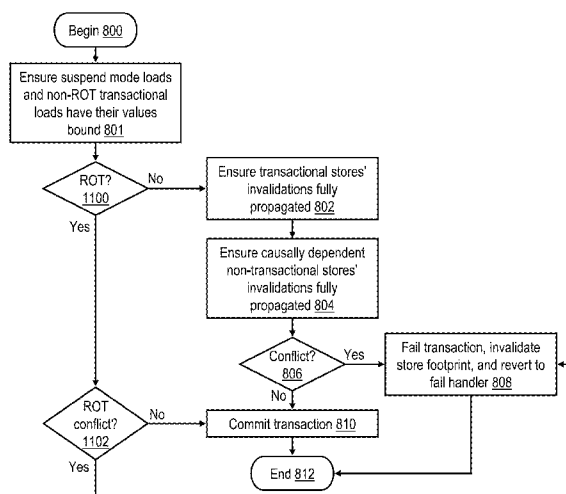 Begin 800
Ensure suspend mode loads
and non-ROT transactional
loads have their values
bound 801
ROT?
1100
No
Yes
Ensure transactional stores'
invalidations fully
propagated 802
Ensure causally dependent
non-transactional stores'
invalidations fully
propagated 804
Conflict?
806
Yes
No
Fail transaction, invalidate
store footprint, and revert to
fail handler 808
ROT
conflict?
1102
No
Yes
Commit transaction 810
End 812